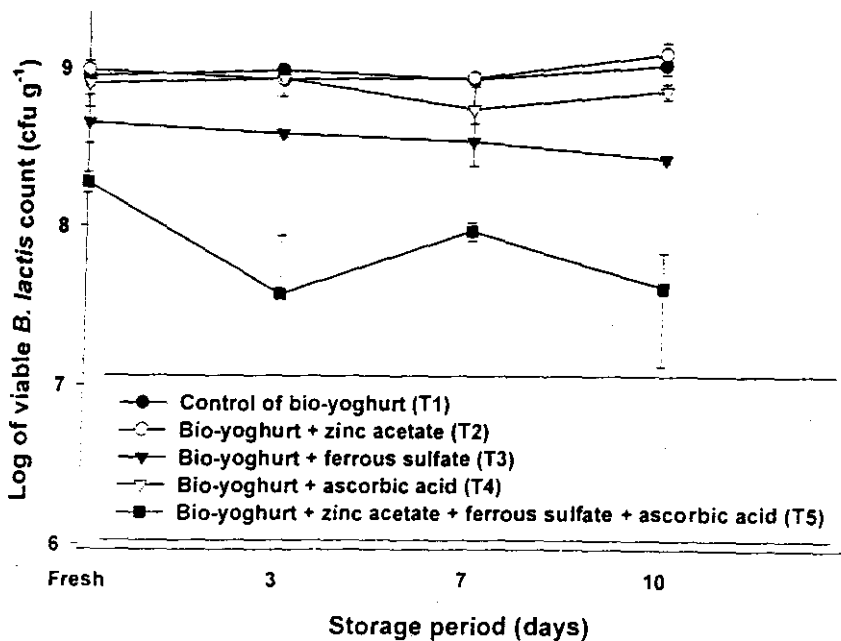 Log of viable B. lactis count (cfu g-1)
9
8
7
6
Control of bio-yoghurt (T1)
Bio-yoghurt + zinc acetate (T2)
Bio-yoghurt + ferrous sulfate (T3)
Bio-yoghurt + ascorbic acid (T4)
Bio-yoghurt + zinc acetate + ferrous sulfate + ascorbic acid (T5)
Fresh 3 7 10
Storage period (days)